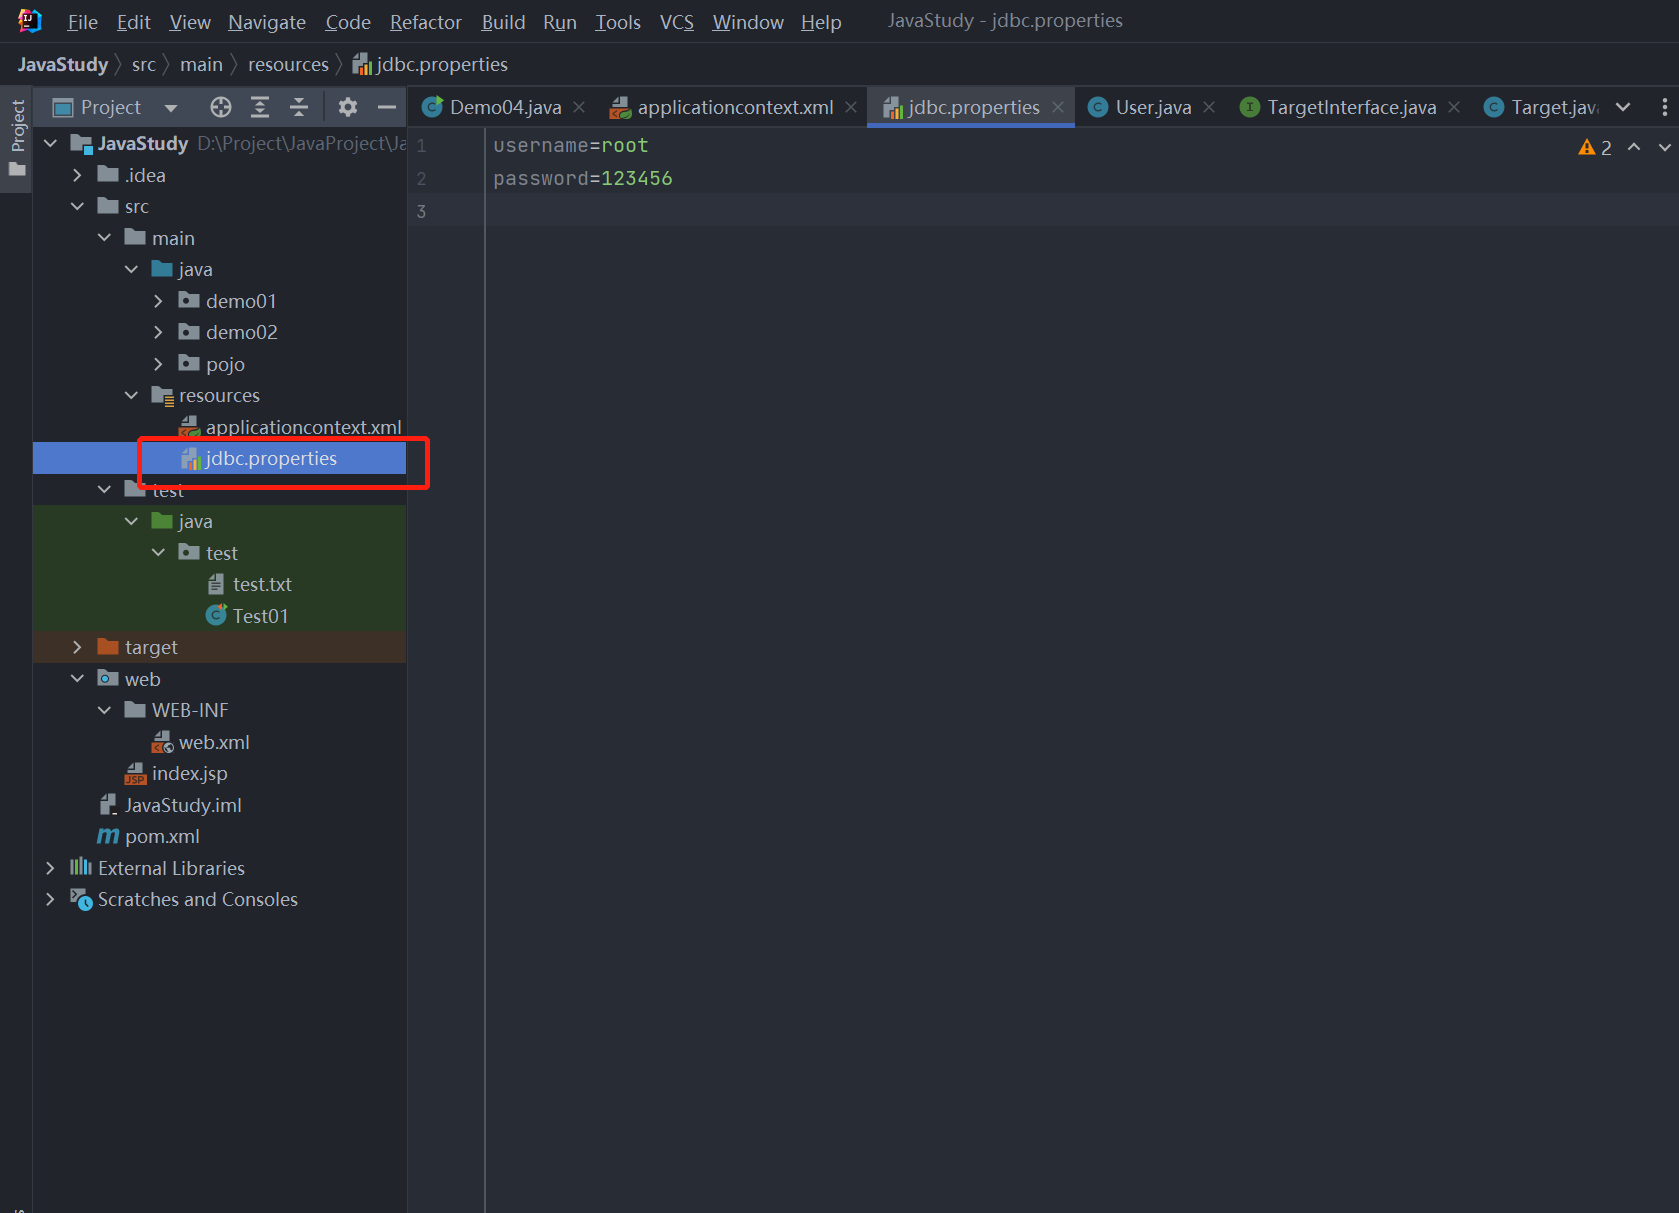 File Edit View Navigate Code Refactor Build Run Tools VCS Window Help JavaStudy - jdbc.properties
JavaStudy src main resources jdbc.properties
Project
Project
Demo04.java applicationcontext.xml jdbc.properties User.java TargetInterface.java Target.jav
JavaStudy D:\Project\JavaProject\Ja
.idea
src
main
java
demo01
demo02
pojo
resources
applicationcontext.xml
jdbc.properties
test
java
test
test.txt
Test01
target
web
WEB-INF
web.xml
index.jsp
JavaStudy.iml
pom.xml
External Libraries
Scratches and Consoles
1 username=root
2 password=123456
3
2